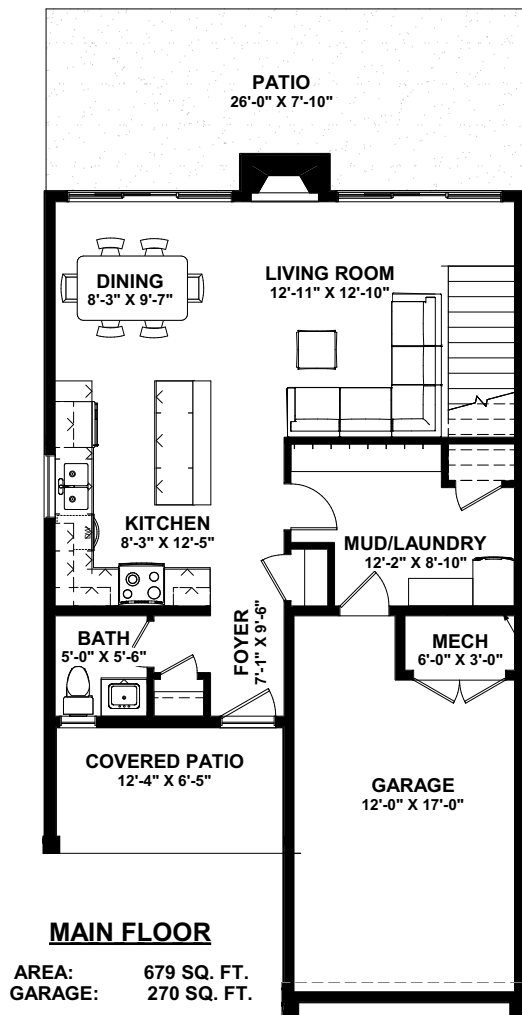 PATIO
26'-0" X 7'-10"
DINING
8'-3" X 9'-7"
LIVING ROOM
12'-11" X 12'-10"
KITCHEN
8'-3" X 12'-5"
MUD/LAUNDRY
12'-2" X 8'-10"
BATH
5'-0" X 5'-6"
FOYER
7'-1" X 9'-6"
MECH
6'-0" X 3'-0"
COVERED PATIO
12'-4" X 6'-5"
GARAGE
12'-0" X 17'-0"
MAIN FLOOR
AREA: 679 SQ. FT.
GARAGE: 270 SQ. FT.